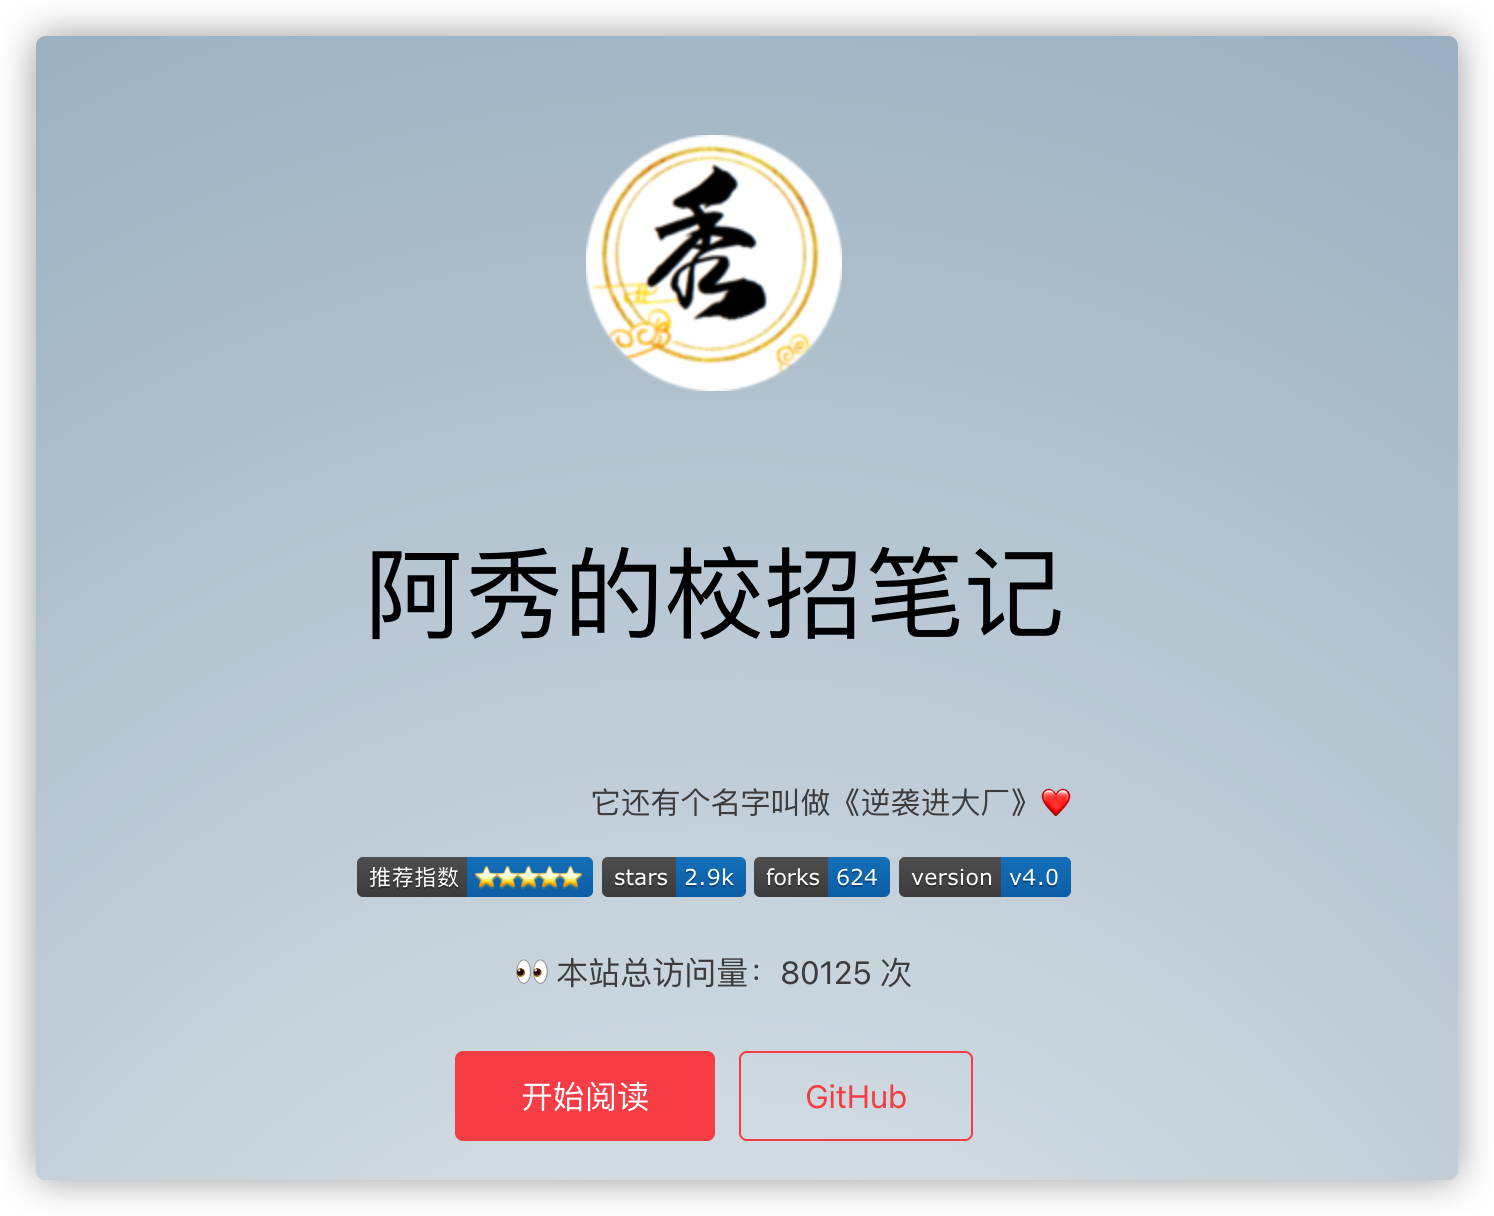 秀
阿秀的校招笔记
它还有个名字叫做《逆袭进大厂》❤️
推荐指数 ⭐⭐⭐⭐⭐ stars 2.9k forks 624 version v4.0
👀 本站总访问量：80125 次
开始阅读 GitHub